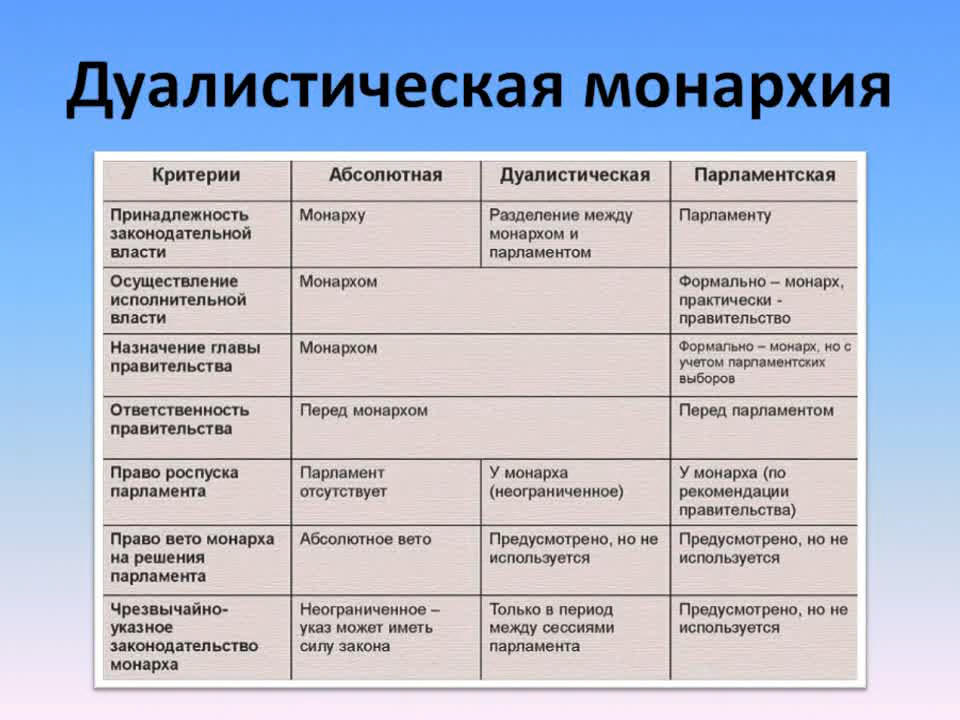 Дуалистическая монархия
Критерии Абсолютная Дуалистическая Парламентская
Принадлежность законодательной власти
Монарху
Разделение между монархом и парламентом
Парламенту
Осуществление исполнительной власти
Монархом
Формально – монарх, практически - правительство
Назначение главы правительства
Монархом
Формально – монарх, но с учетом парламентских выборов
Ответственность правительства
Перед монархом
Перед парламентом
Право роспуска парламента
Парламент отсутствует
У монарха (неограниченное)
У монарха (по рекомендации правительства)
Право вето монарха на решения парламента
Абсолютное вето
Предусмотрено, но не используется
Предусмотрено, но не используется
Чрезвычайно-указное законодательство монарха
Неограниченное – указ может иметь силу закона
Только в период между сессиями парламента
Предусмотрено, но не используется